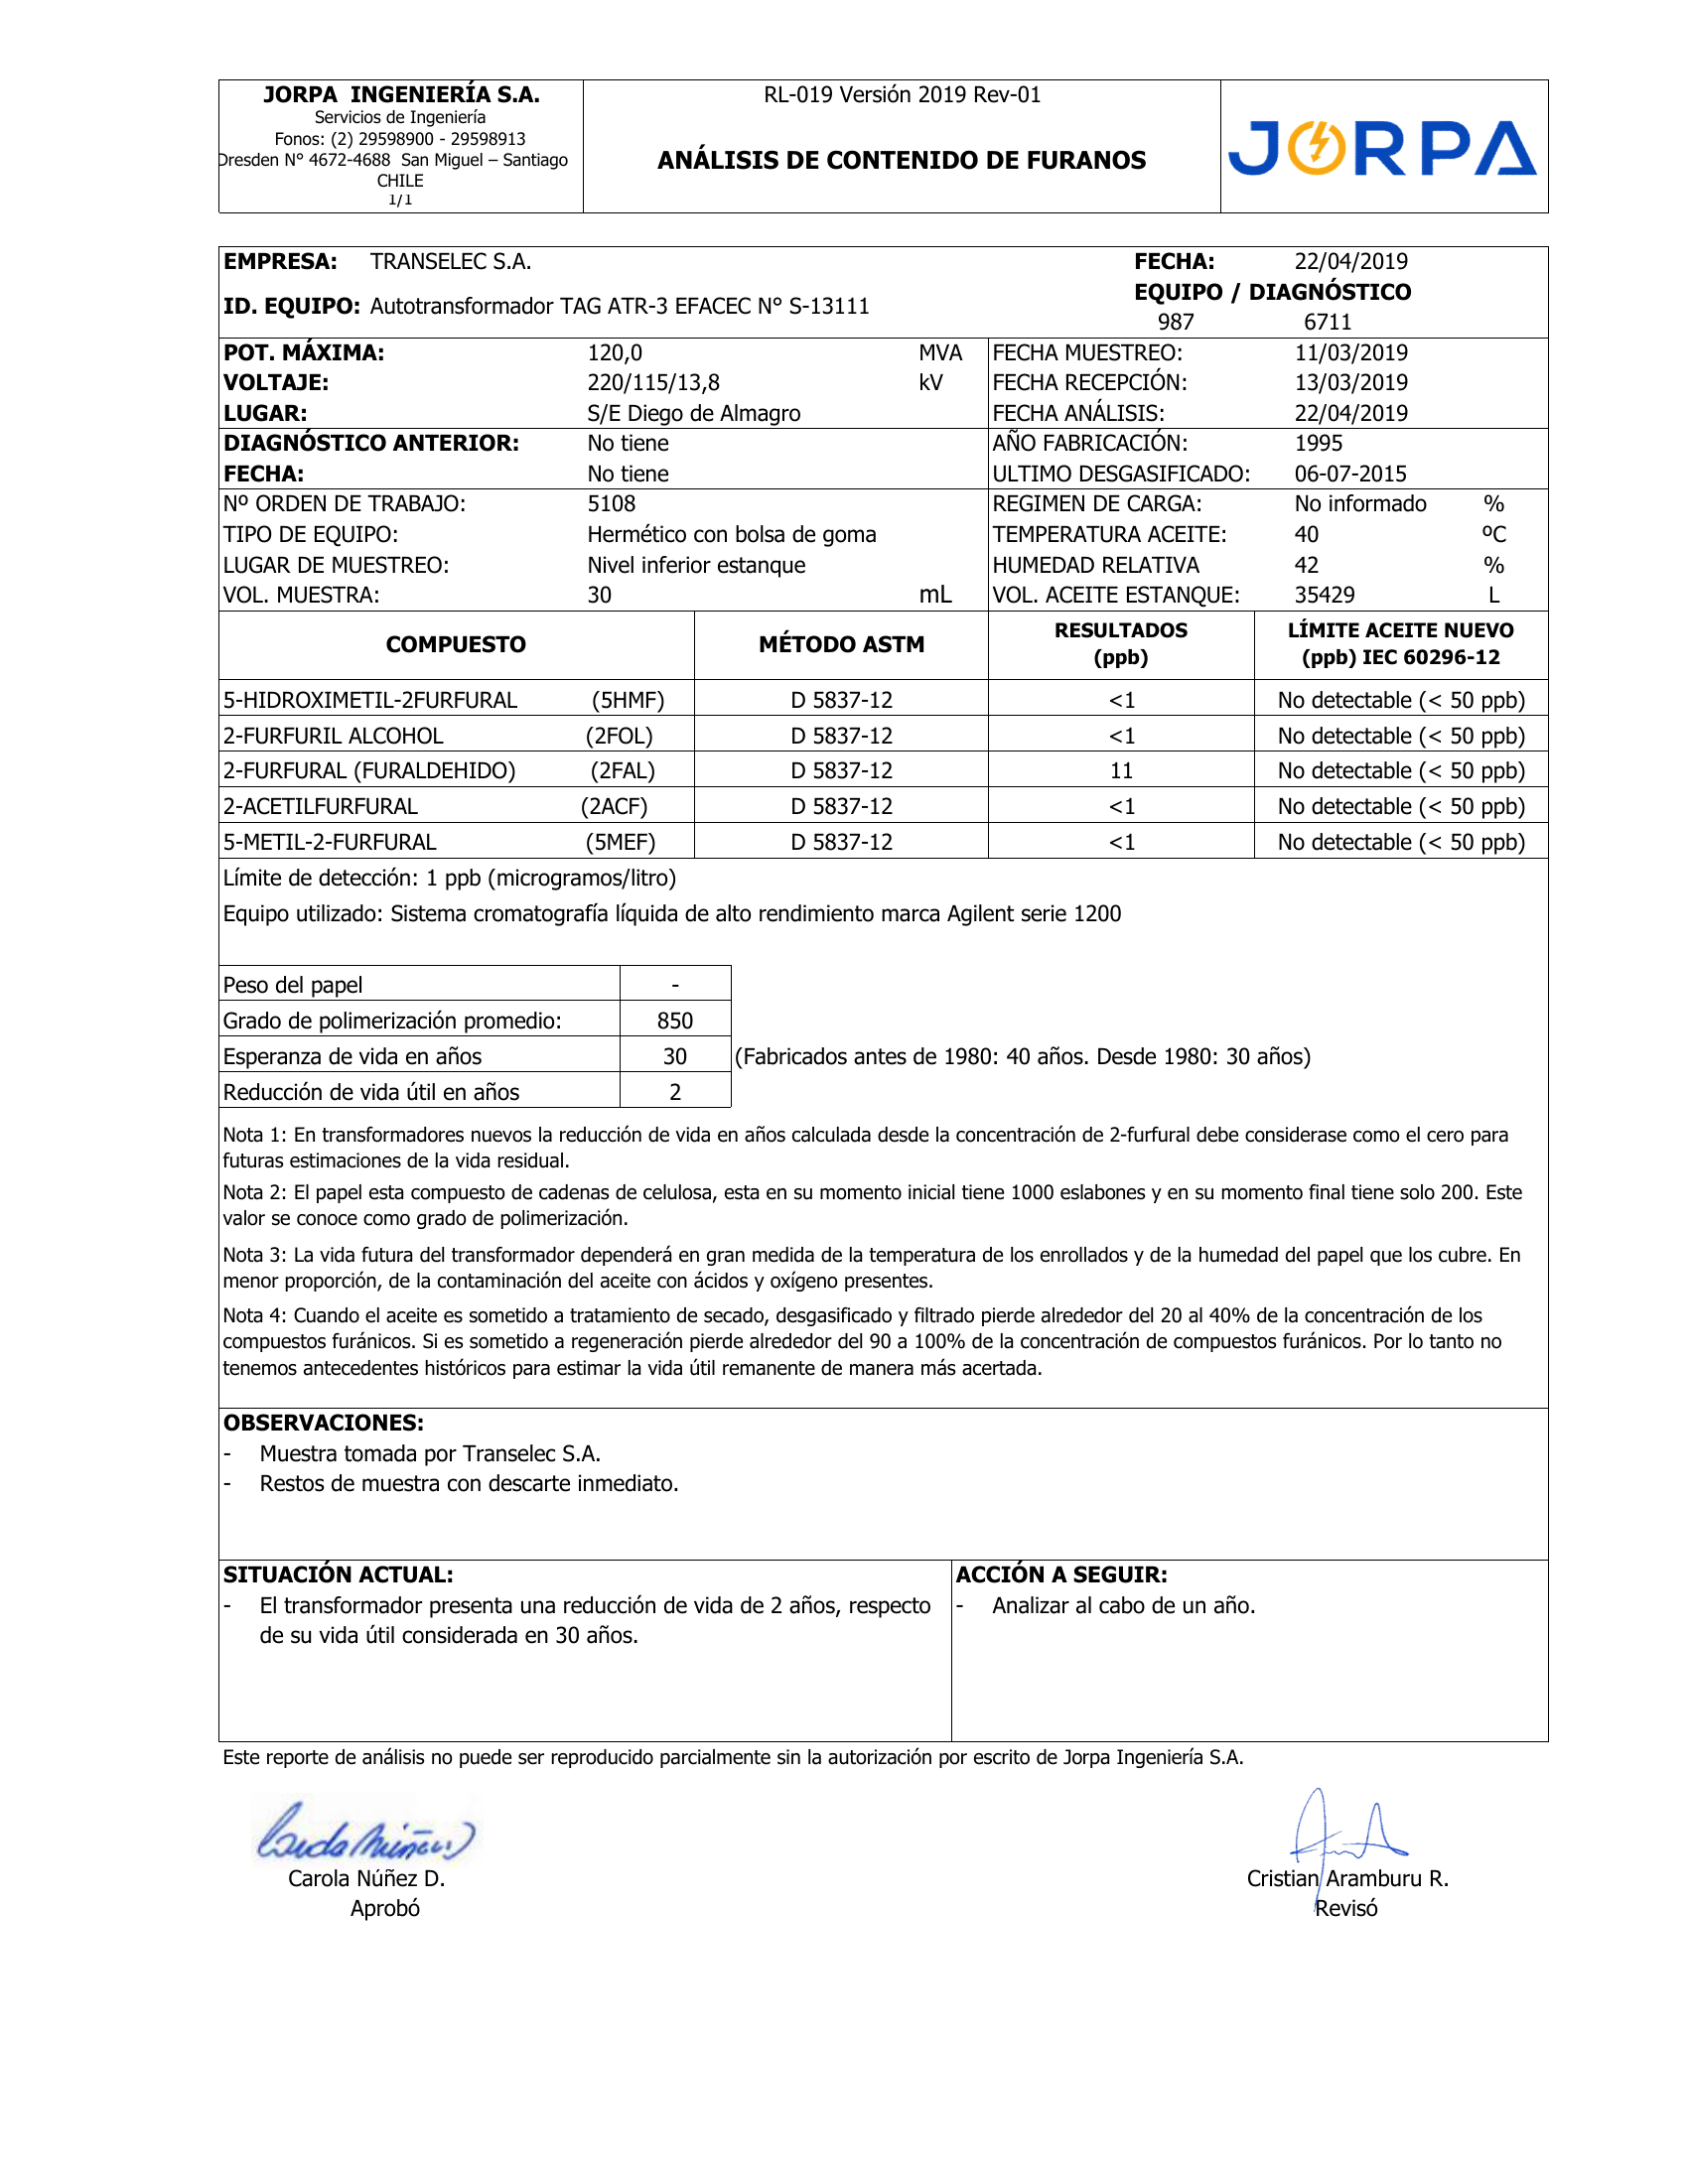 JORPA INGENIERÍA S.A.
Servicios de Ingeniería
Fonos: (2) 29598900 - 29598913
Dresden N° 4672-4688 San Miguel – Santiago
CHILE
1/1
RL-019 Versión 2019 Rev-01
ANÁLISIS DE CONTENIDO DE FURANOS
JORPA
EMPRESA: TRANSELEC S.A.
FECHA: 22/04/2019
ID. EQUIPO: Autotransformador TAG ATR-3 EFACEC N° S-13111
EQUIPO / DIAGNÓSTICO
987 6711
POT. MÁXIMA: 120,0 MVA FECHA MUESTREO: 11/03/2019
VOLTAJE: 220/115/13,8 kV FECHA RECEPCIÓN: 13/03/2019
LUGAR: S/E Diego de Almagro FECHA ANÁLISIS: 22/04/2019
DIAGNÓSTICO ANTERIOR: No tiene AÑO FABRICACIÓN: 1995
FECHA: No tiene ULTIMO DESGASIFICADO: 06-07-2015
Nº ORDEN DE TRABAJO: 5108 REGIMEN DE CARGA: No informado %
TIPO DE EQUIPO: Hermético con bolsa de goma TEMPERATURA ACEITE: 40 ºC
LUGAR DE MUESTREO: Nivel inferior estanque HUMEDAD RELATIVA 42 %
VOL. MUESTRA: 30 mL VOL. ACEITE ESTANQUE: 35429 L
COMPUESTO MÉTODO ASTM RESULTADOS (ppb) LÍMITE ACEITE NUEVO (ppb) IEC 60296-12
5-HIDROXIMETIL-2FURFURAL (5HMF) D 5837-12 <1 No detectable (< 50 ppb)
2-FURFURIL ALCOHOL (2FOL) D 5837-12 <1 No detectable (< 50 ppb)
2-FURFURAL (FURALDEHIDO) (2FAL) D 5837-12 11 No detectable (< 50 ppb)
2-ACETILFURFURAL (2ACF) D 5837-12 <1 No detectable (< 50 ppb)
5-METIL-2-FURFURAL (5MEF) D 5837-12 <1 No detectable (< 50 ppb)
Límite de detección: 1 ppb (microgramos/litro)
Equipo utilizado: Sistema cromatografía líquida de alto rendimiento marca Agilent serie 1200
Peso del papel -
Grado de polimerización promedio: 850
Esperanza de vida en años 30 (Fabricados antes de 1980: 40 años. Desde 1980: 30 años)
Reducción de vida útil en años 2
Nota 1: En transformadores nuevos la reducción de vida en años calculada desde la concentración de 2-furfural debe considerase como el cero para
futuras estimaciones de la vida residual.
Nota 2: El papel esta compuesto de cadenas de celulosa, esta en su momento inicial tiene 1000 eslabones y en su momento final tiene solo 200. Este
valor se conoce como grado de polimerización.
Nota 3: La vida futura del transformador dependerá en gran medida de la temperatura de los enrollados y de la humedad del papel que los cubre. En
menor proporción, de la contaminación del aceite con ácidos y oxígeno presentes.
Nota 4: Cuando el aceite es sometido a tratamiento de secado, desgasificado y filtrado pierde alrededor del 20 al 40% de la concentración de los
compuestos furánicos. Si es sometido a regeneración pierde alrededor del 90 a 100% de la concentración de compuestos furánicos. Por lo tanto no
tenemos antecedentes históricos para estimar la vida útil remanente de manera más acertada.
OBSERVACIONES:
- Muestra tomada por Transelec S.A.
- Restos de muestra con descarte inmediato.
SITUACIÓN ACTUAL:
- El transformador presenta una reducción de vida de 2 años, respecto
de su vida útil considerada en 30 años.
ACCIÓN A SEGUIR:
- Analizar al cabo de un año.
Este reporte de análisis no puede ser reproducido parcialmente sin la autorización por escrito de Jorpa Ingeniería S.A.
Carola Núñez D.
Aprobó
Cristian Aramburu R.
Revisó